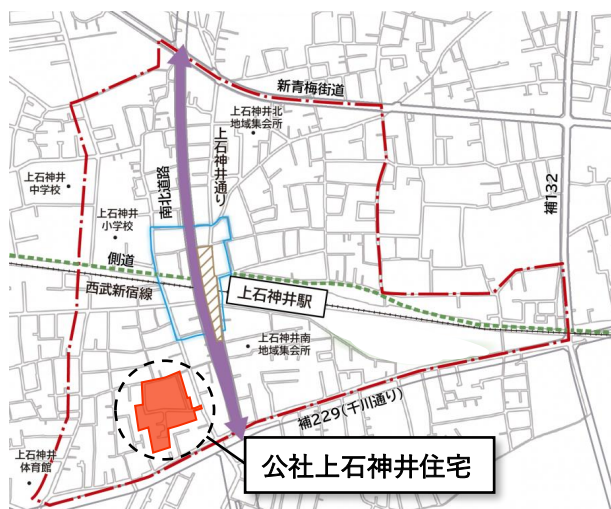 新青梅街道
上石神井北
地域集会所
上石神井通り
南北道路
上石神井
中学校
上石神井
小学校
補132
側道
西武新宿線
上石神井駅
上石神井南
地域集会所
補229(千川通り)
上石神井
体育館
公社上石神井住宅